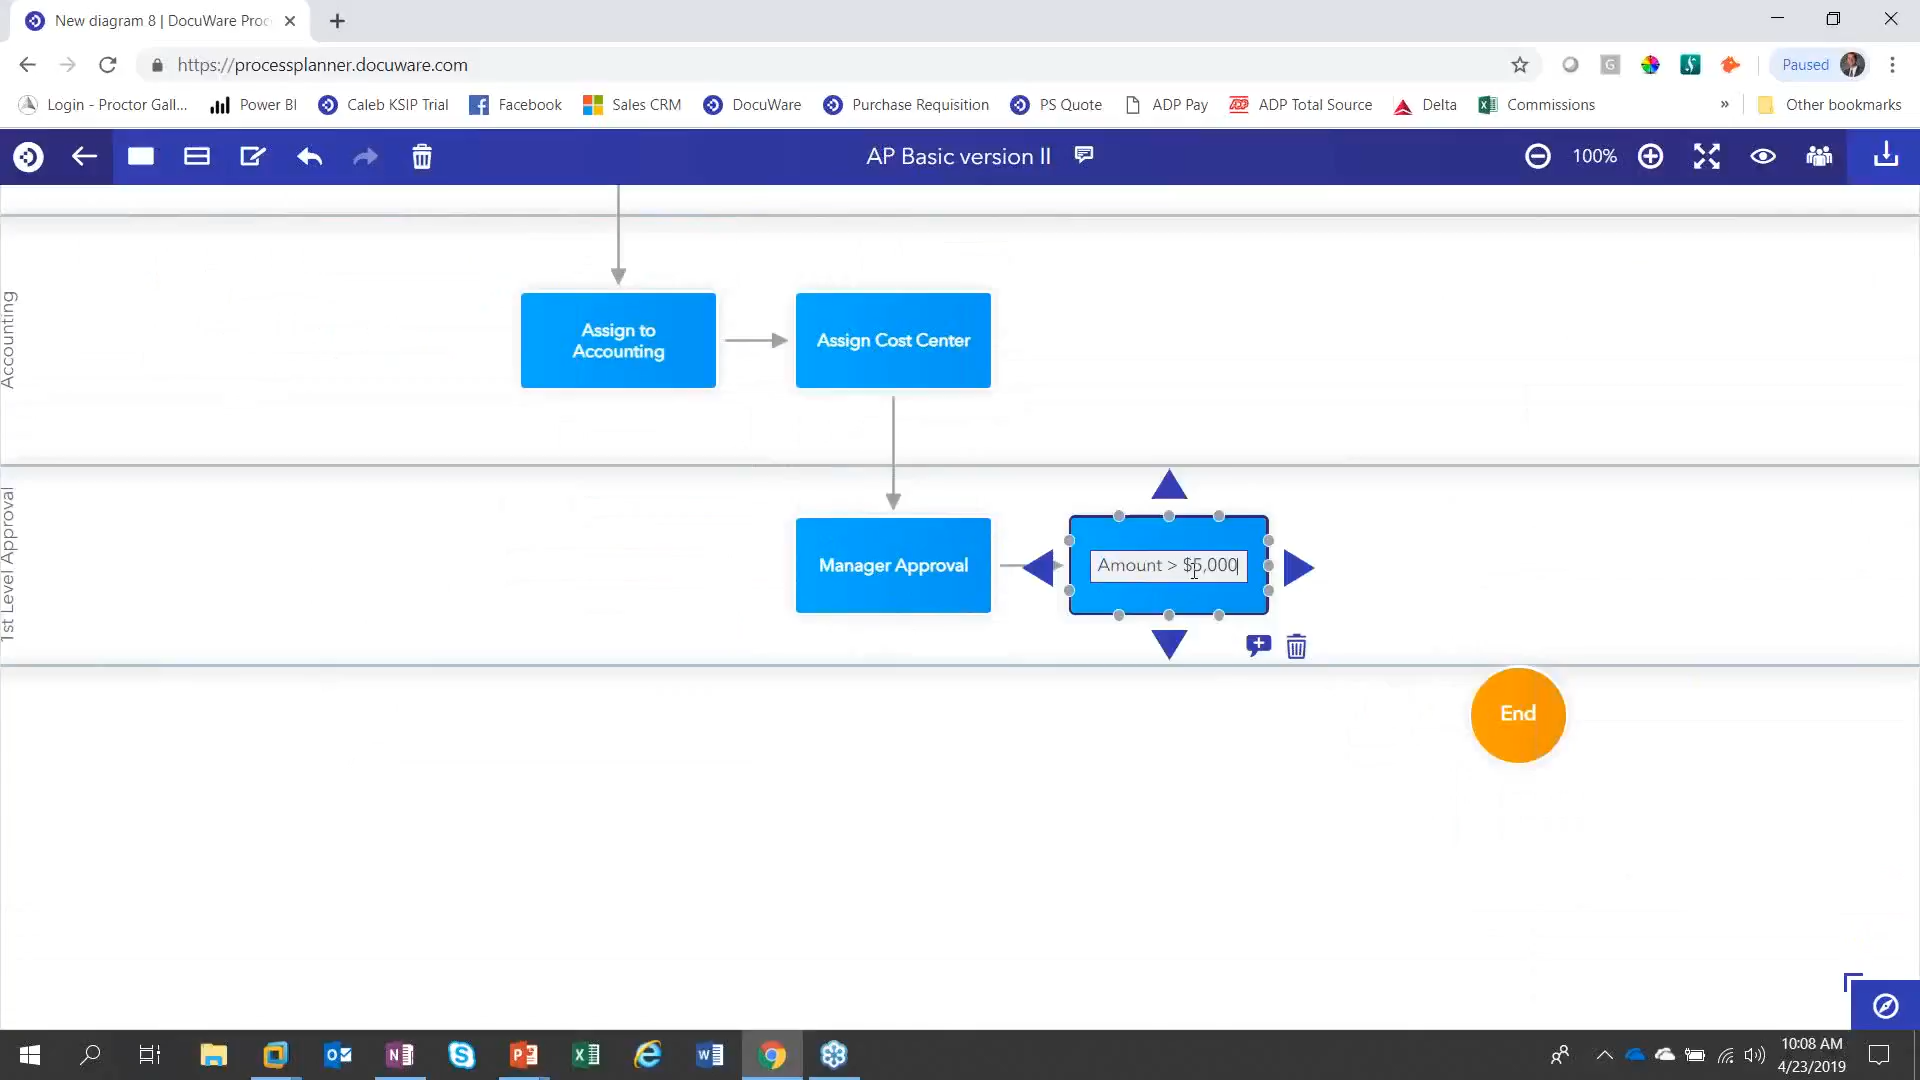 New diagram 8 | DocuWare Proc
https://processplanner.docuware.com
Paused
Login - Proctor Gall...
Power BI
Caleb KSIP Trial
Facebook
Sales CRM
DocuWare
Purchase Requisition
PS Quote
ADP Pay
ADP Total Source
Delta
Commissions
»
Other bookmarks
AP Basic version II
100%
Accounting
Assign to
Accounting
Assign Cost Center
1st Level Approval
Manager Approval
Amount > $5,000
End
10:08 AM
4/23/2019